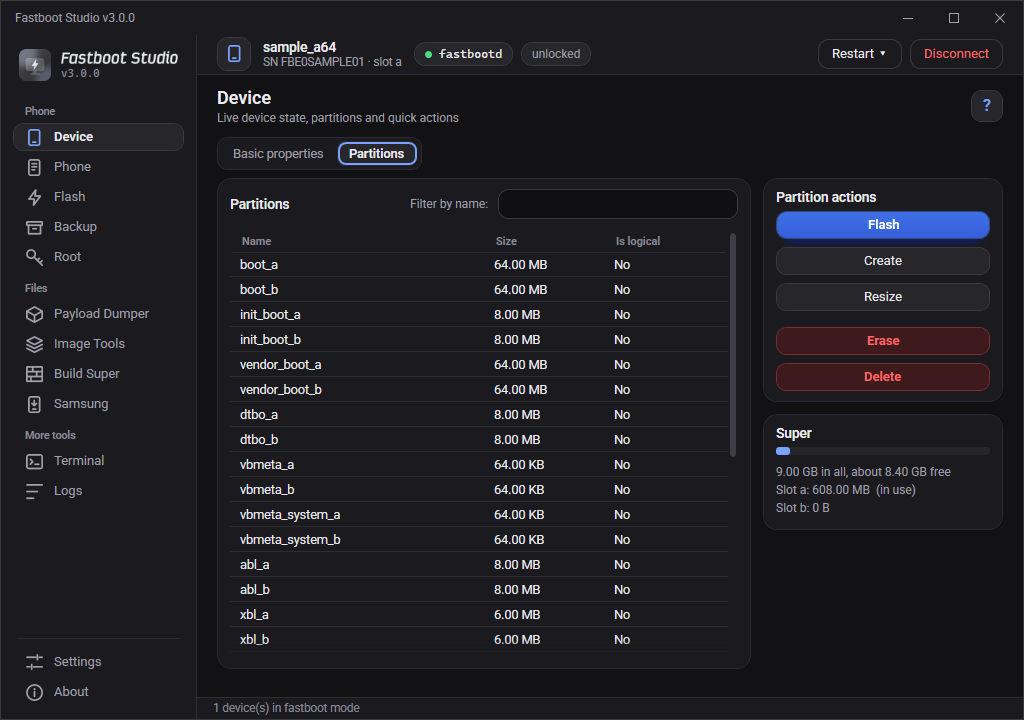 Fastboot Studio v3.0.0
Fastboot Studio
v3.0.0
Phone
Device
Phone
Flash
Backup
Root
Files
Payload Dumper
Image Tools
Build Super
Samsung
More tools
Terminal
Logs
Settings
About
sample_a64
SN FBE0SAMPLE01 · slot a
fastbootd
unlocked
Restart ▾
Disconnect
Device
Live device state, partitions and quick actions
?
Basic properties Partitions
Partitions Filter by name:
Name Size Is logical
boot_a 64.00 MB No
boot_b 64.00 MB No
init_boot_a 8.00 MB No
init_boot_b 8.00 MB No
vendor_boot_a 64.00 MB No
vendor_boot_b 64.00 MB No
dtbo_a 8.00 MB No
dtbo_b 8.00 MB No
vbmeta_a 64.00 KB No
vbmeta_b 64.00 KB No
vbmeta_system_a 64.00 KB No
vbmeta_system_b 64.00 KB No
abl_a 8.00 MB No
abl_b 8.00 MB No
xbl_a 6.00 MB No
xbl_b 6.00 MB No
Partition actions
Flash
Create
Resize
Erase
Delete
Super
9.00 GB in all, about 8.40 GB free
Slot a: 608.00 MB (in use)
Slot b: 0 B
1 device(s) in fastboot mode